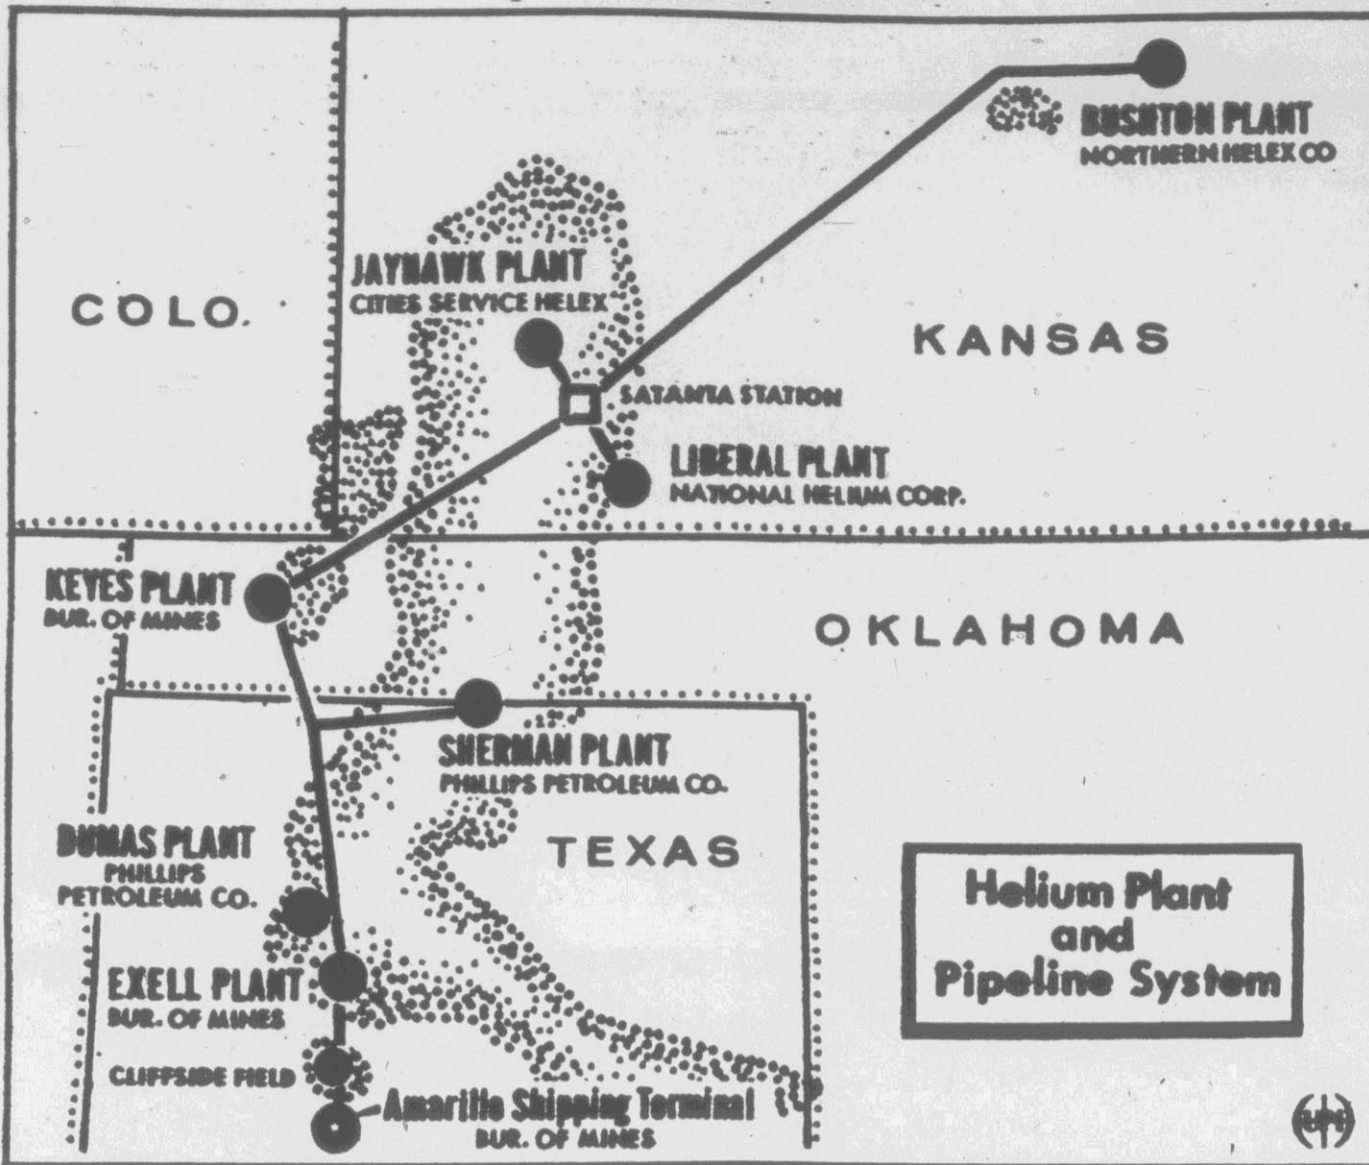 BUSHTON PLANT
NORTHERN HELEX CO
JAYHAWK PLANT
CITIES SERVICE HELEX
COLO.
KANSAS
SATANTA STATION
LIBERAL PLANT
NATIONAL HELIUM CORP.
KEYES PLANT
BUR. OF MINES
OKLAHOMA
SHERMAN PLANT
PHILLIPS PETROLEUM CO.
DUMAS PLANT
PHILLIPS
PETROLEUM CO.
TEXAS
Helium Plant
and
Pipeline System
EXELL PLANT
BUR. OF MINES
CLIFFSIDE FIELD
Amarillo Shipping Terminal
BUR. OF MINES
UPI